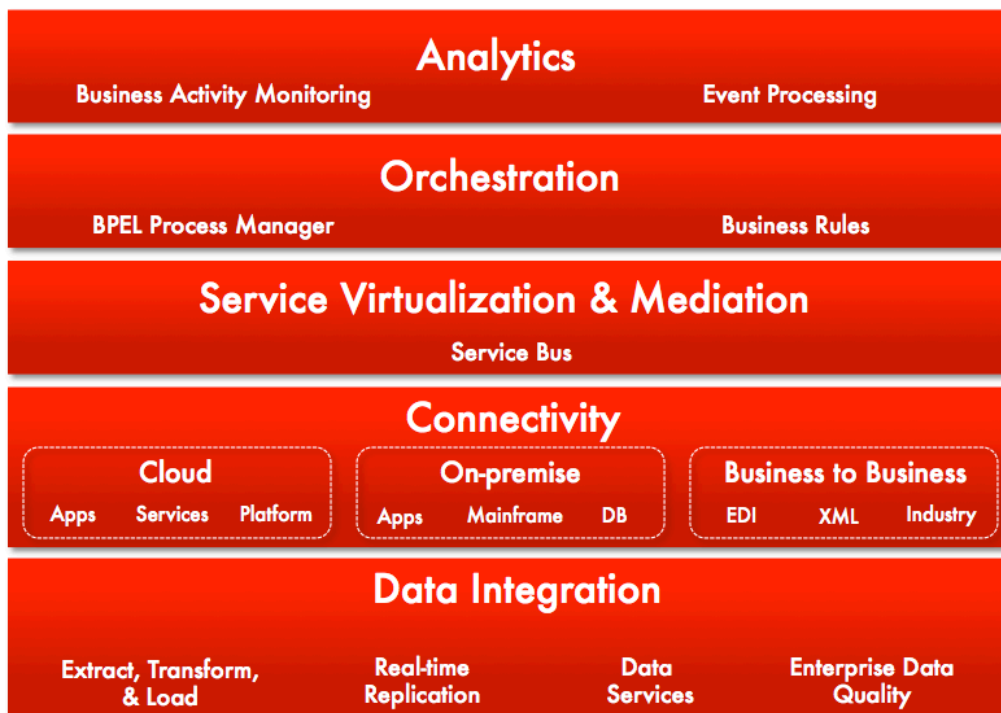 Analytics
Business Activity Monitoring Event Processing
Orchestration
BPEL Process Manager Business Rules
Service Virtualization & Mediation
Service Bus
Connectivity
Cloud On-premise Business to Business
Apps Services Platform Apps Mainframe DB EDI XML Industry
Data Integration
Extract, Transform, Real-time Data Enterprise Data
& Load Replication Services Quality